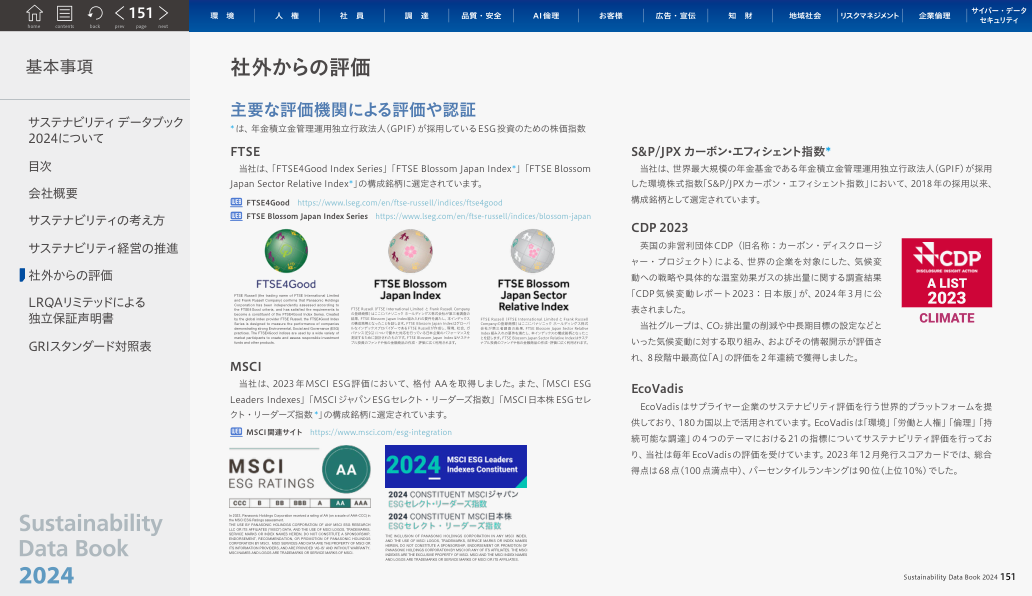 home
contents
back
prev
151
page
next
環 境
人 権
社 員
調 達
品質・安全
AI倫理
お客様
広告・宣伝
知 財
地域社会
リスクマネジメント
企業倫理
サイバー・データ
セキュリティ
基本事項
サステナビリティ データブック
2024について
目次
会社概要
サステナビリティの考え方
サステナビリティ経営の推進
社外からの評価
LRQAリミテッドによる
独立保証声明書
GRIスタンダード対照表
Sustainability
Data Book
2024
社外からの評価
主要な評価機関による評価や認証
*は、年金積立金管理運用独立行政法人(GPIF)が採用しているESG投資のための株価指数
FTSE
当社は、「FTSE4Good Index Series」「FTSE Blossom Japan Index*」「FTSE Blossom
Japan Sector Relative Index*」の構成銘柄に選定されています。
FTSE4Good https://www.lseg.com/en/ftse-russell/indices/ftse4good
FTSE Blossom Japan Index Series https://www.lseg.com/en/ftse-russell/indices/blossom-japan
FTSE4Good
FTSE Blossom
Japan Index
FTSE Blossom
Japan Sector
Relative Index
MSCI
当社は、2023年MSCI ESG評価において、格付 AAを取得しました。また、「MSCI ESG
Leaders Indexes」「MSCIジャパンESGセレクト・リーダーズ指数」「MSCI日本株ESGセレ
クト・リーダーズ指数*」の構成銘柄に選定されています。
MSCI関連サイト https://www.msci.com/esg-integration
MSCI
ESG RATINGS
AA
CCC B BB BBB A AA AAA
2024 MSCI ESG Leaders
Indexes Constituent
2024 CONSTITUENT MSCIジャパン
ESGセレクト・リーダーズ指数
2024 CONSTITUENT MSCI日本株
ESGセレクト・リーダーズ指数
S&P/JPX カーボン・エフィシェント指数*
当社は、世界最大規模の年金基金である年金積立金管理運用独立行政法人(GPIF)が採用
した環境株式指数「S&P/JPXカーボン・エフィシェント指数」において、2018年の採用以来、
構成銘柄として選定されています。
CDP 2023
英国の非営利団体CDP(旧名称:カーボン・ディスクロージ
ャー・プロジェクト)による、世界の企業を対象にした、気候変
動への戦略や具体的な温室効果ガスの排出量に関する調査結果
「CDP気候変動レポート2023:日本版」が、2024年3月に公
表されました。
当社グループは、CO₂排出量の削減や中長期目標の設定などと
いった気候変動に対する取り組み、およびその情報開示が評価さ
れ、8段階中最高位「A」の評価を2年連続で獲得しました。
CDP
DISCLOSURE INSIGHT ACTION
A LIST
2023
CLIMATE
EcoVadis
EcoVadisはサプライヤー企業のサステナビリティ評価を行う世界的プラットフォームを提
供しており、180カ国以上で活用されています。EcoVadisは「環境」「労働と人権」「倫理」「持
続可能な調達」の4つのテーマにおける21の指標についてサステナビリティ評価を行ってお
り、当社は毎年EcoVadisの評価を受けています。2023年12月発行スコアカードでは、総合
得点は68点(100点満点中)、パーセンタイルランキングは90位(上位10%)でした。
Sustainability Data Book 2024 151